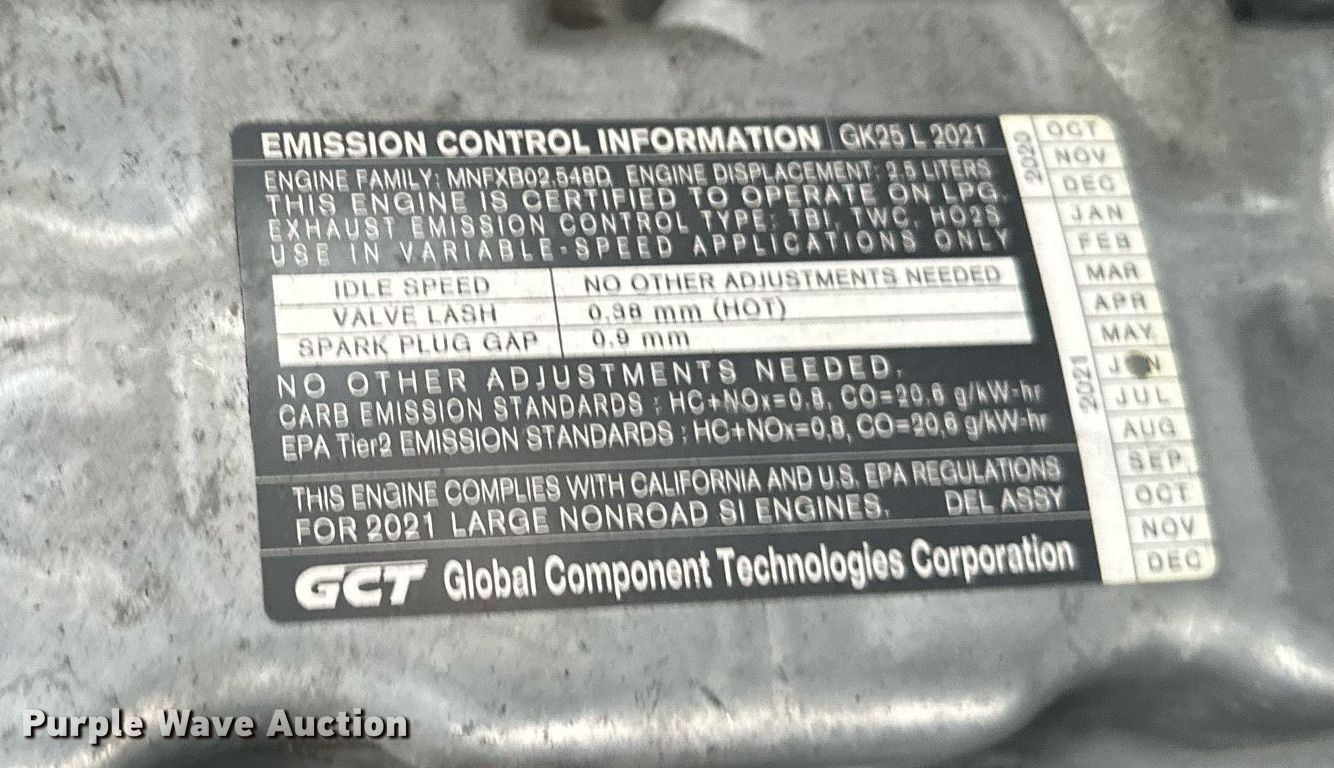 EMISSION CONTROL INFORMATION GK25 L 2021
ENGINE FAMILY: MNFXB02.548D ENGINE DISPLACEMENT: 2.5 LITERS
THIS ENGINE IS CERTIFIED TO OPERATE ON LPG.
EXHAUST EMISSION CONTROL TYPE: TBI, TWC, HO2S
USE IN VARIABLE-SPEED APPLICATIONS ONLY
IDLE SPEED NO OTHER ADJUSTMENTS NEEDED
VALVE LASH 0.38 mm (HOT)
SPARK PLUG GAP 0.9 mm
NO OTHER ADJUSTMENTS NEEDED.
CARB EMISSION STANDARDS : HC+NOx=0.8, CO=20.6 g/kW-hr
EPA Tier2 EMISSION STANDARDS : HC+NOx=0.8, CO=20.6 g/kW-hr
THIS ENGINE COMPLIES WITH CALIFORNIA AND U.S. EPA REGULATIONS
FOR 2021 LARGE NONROAD SI ENGINES. DEL ASSY
GCT Global Component Technologies Corporation
2020
OCT
NOV
DEC
2021
JAN
FEB
MAR
APR
MAY
JUN
JUL
AUG
SEP
OCT
NOV
DEC
Purple Wave Auction